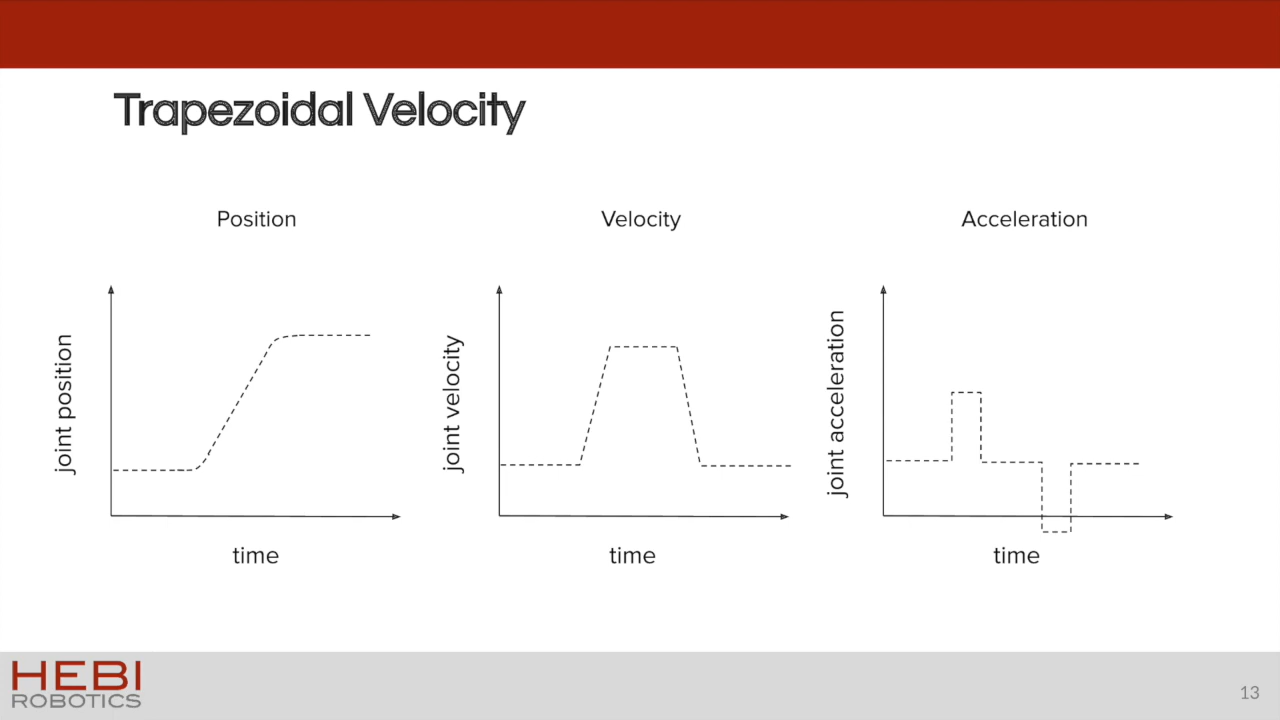 Trapezoidal Velocity
Position
Velocity
Acceleration
joint position
joint velocity
joint acceleration
time
time
time
HEBI
ROBOTICS
13